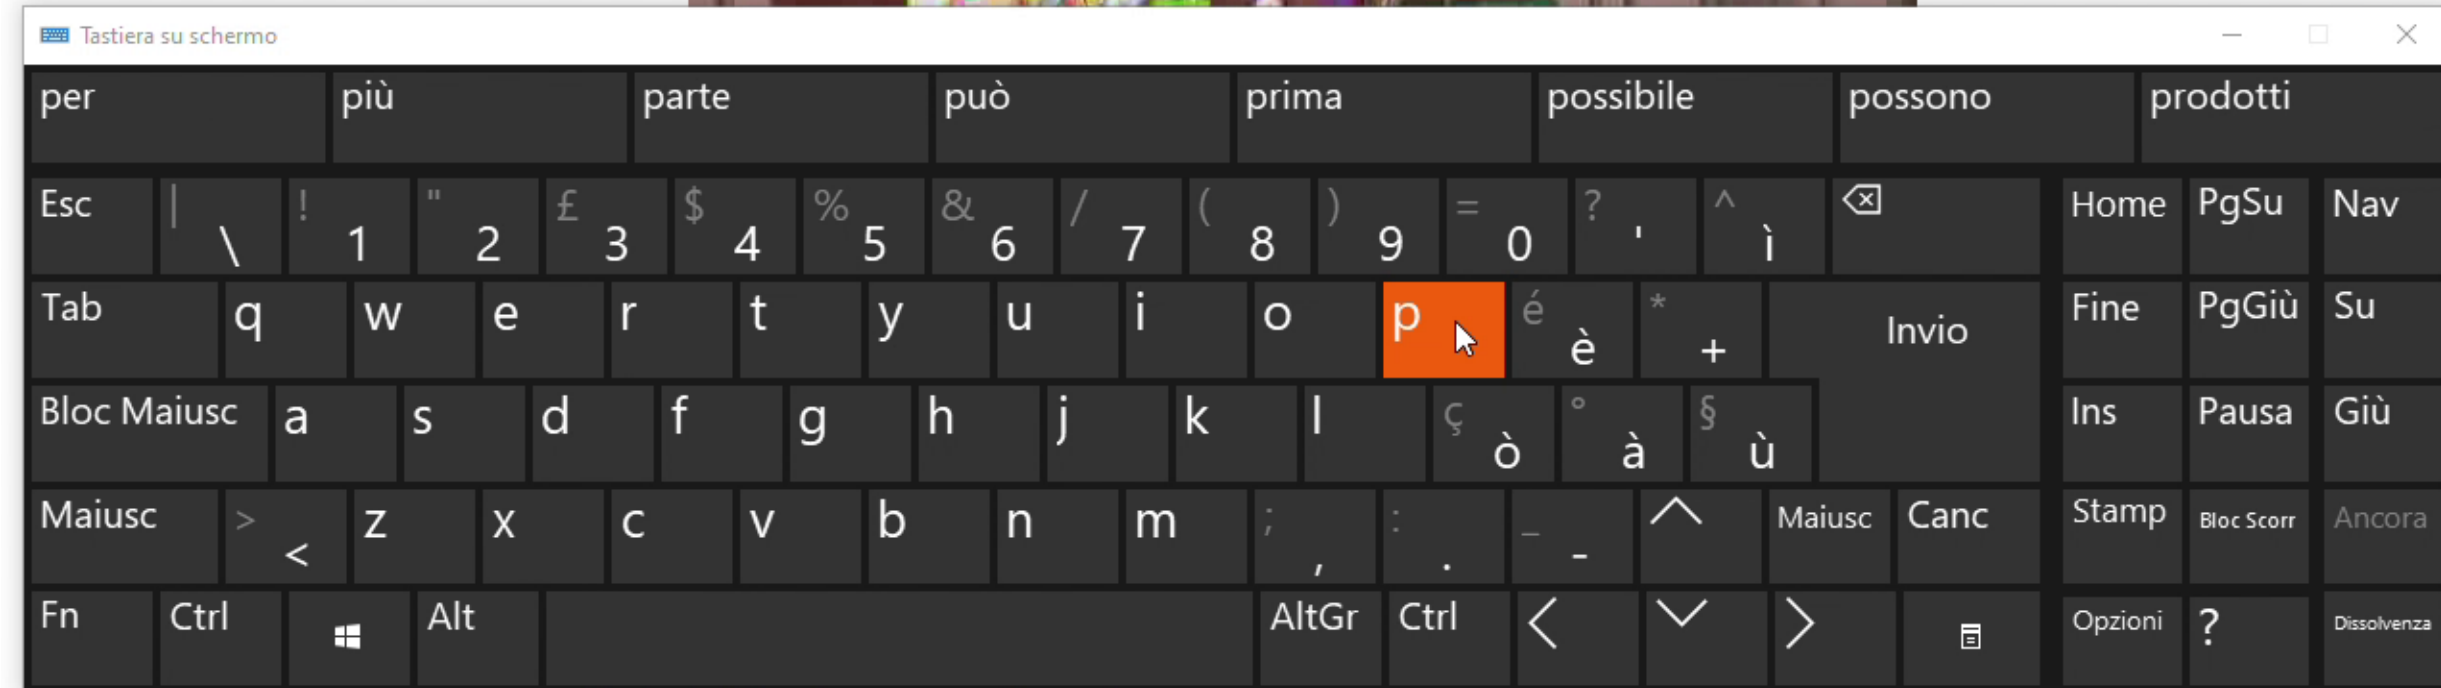 Tastiera su schermo
per più parte può prima possibile possono prodotti
Esc | \ ! 1 " 2 £ 3 $ 4 % 5 & 6 / 7 ( 8 ) 9 = 0 ? ' ^ ì Home PgSu Nav
Tab q w e r t y u i o p é è * + Invio Fine PgGiù Su
Bloc Maiusc a s d f g h j k l ç ò ° à § ù Ins Pausa Giù
Maiusc > < z x c v b n m ; , : . _ - Maiusc Canc Stamp Bloc Scorr Ancora
Fn Ctrl Alt AltGr Ctrl Opzioni ? Dissolvenza